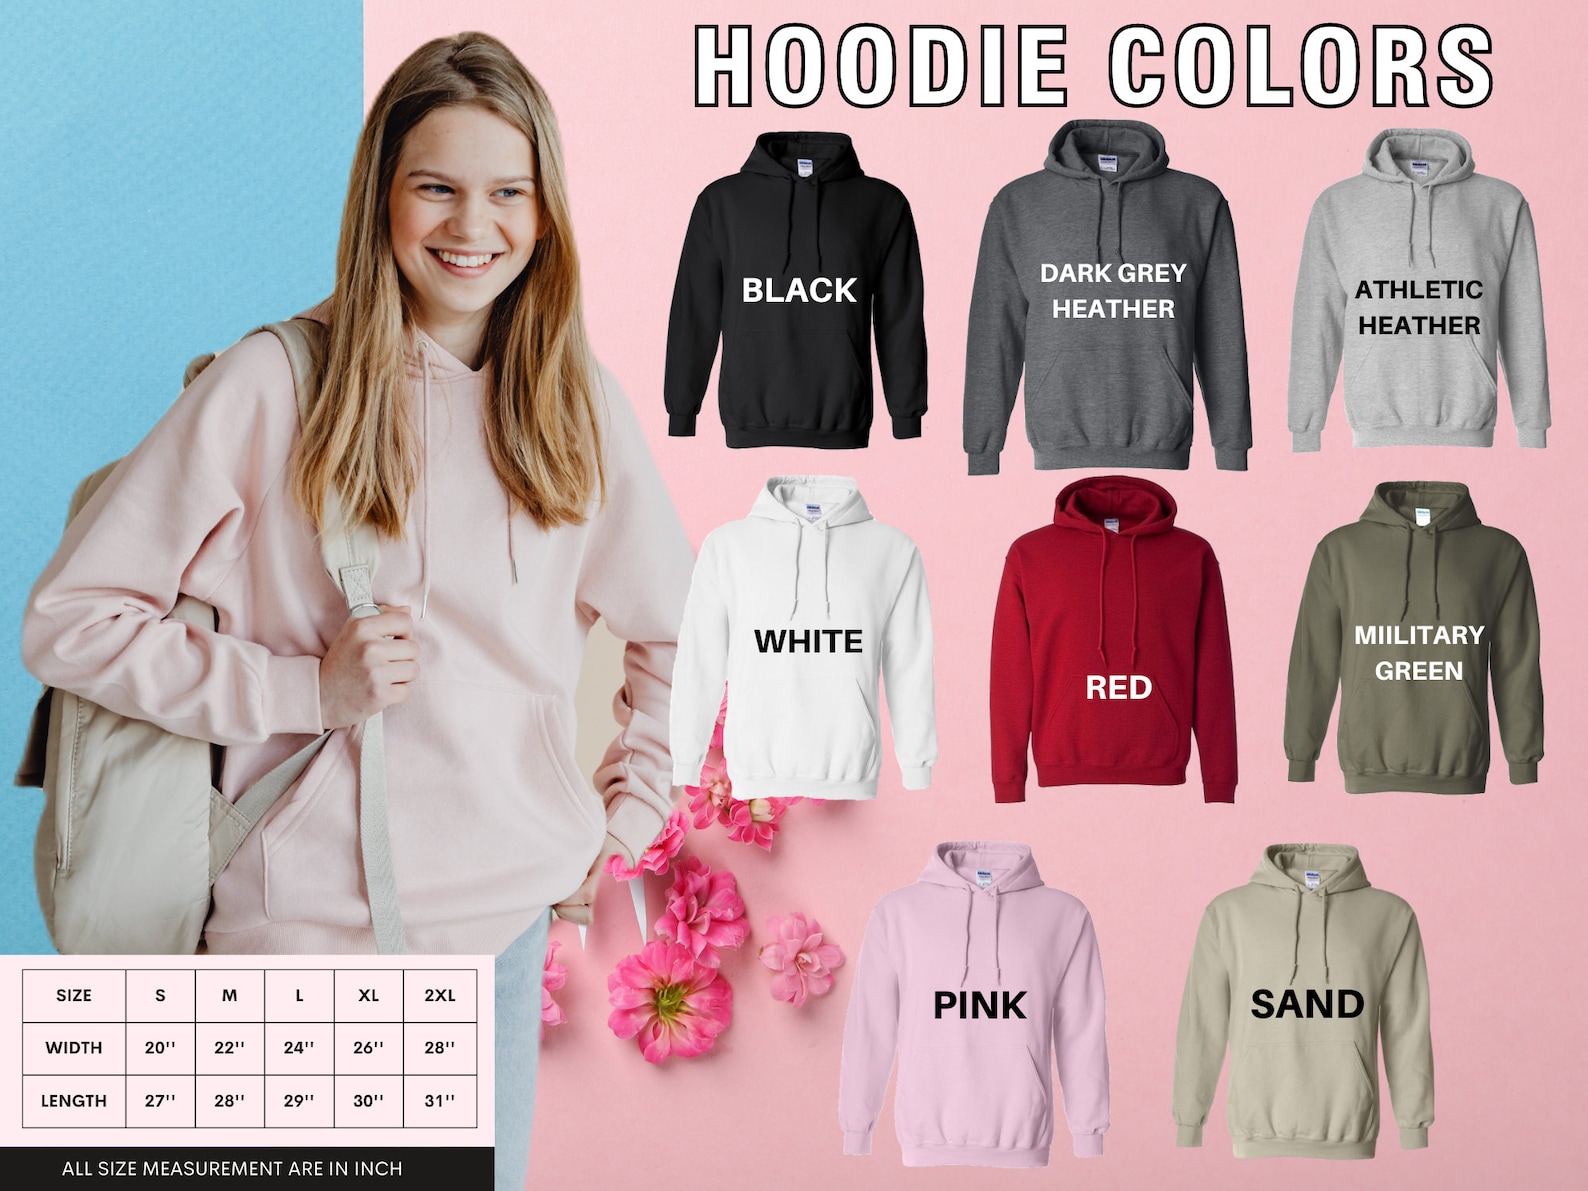 HOODIE COLORS
BLACK
DARK GREY
HEATHER
ATHLETIC
HEATHER
WHITE
RED
MIILITARY
GREEN
PINK
SAND
SIZE S M L XL 2XL
WIDTH 20'' 22'' 24'' 26'' 28''
LENGTH 27'' 28'' 29'' 30'' 31''
ALL SIZE MEASUREMENT ARE IN INCH